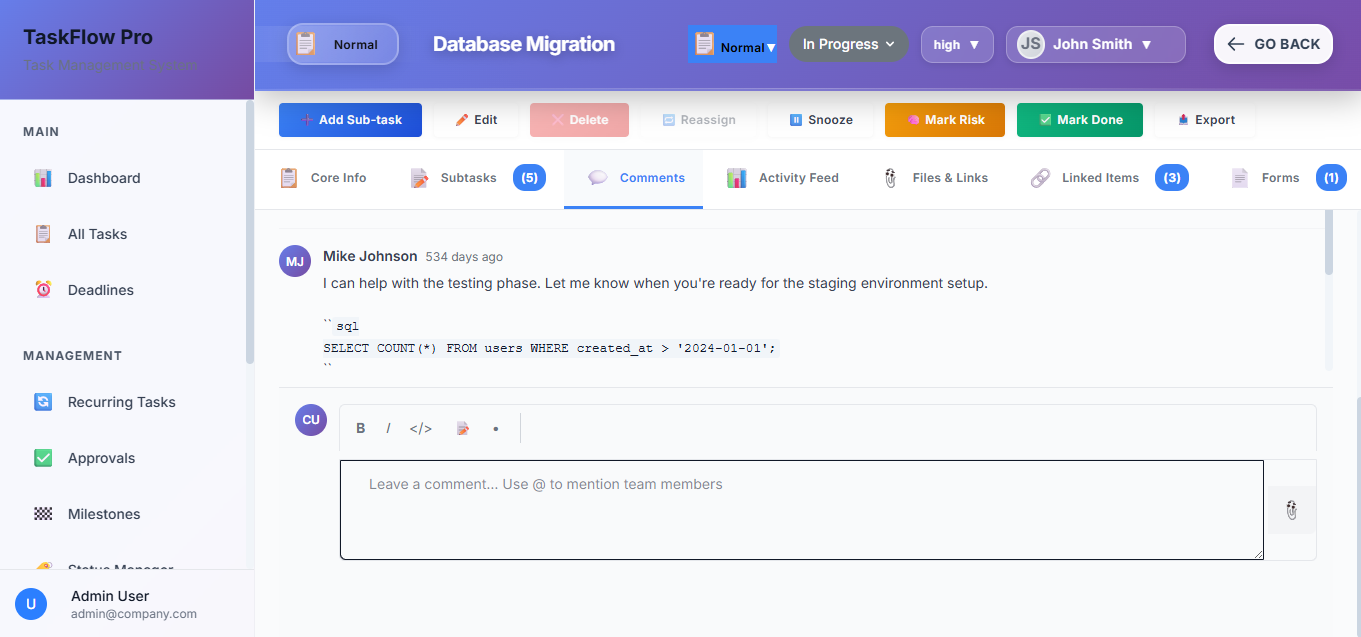 TaskFlow Pro
Task Management System
MAIN
Dashboard
All Tasks
Deadlines
MANAGEMENT
Recurring Tasks
Approvals
Milestones
Status Manager
U
Admin User
admin@company.com
Normal
Database Migration
Normal ▼
In Progress
high ▼
JS John Smith ▼
← GO BACK
Add Sub-task
Edit
Delete
Reassign
Snooze
Mark Risk
Mark Done
Export
Core Info
Subtasks (5)
Comments
Activity Feed
Files & Links
Linked Items (3)
Forms (1)
MJ
Mike Johnson 534 days ago
I can help with the testing phase. Let me know when you're ready for the staging environment setup.
``sql
SELECT COUNT(*) FROM users WHERE created_at > '2024-01-01';
``
CU
B I </> •
Leave a comment... Use @ to mention team members